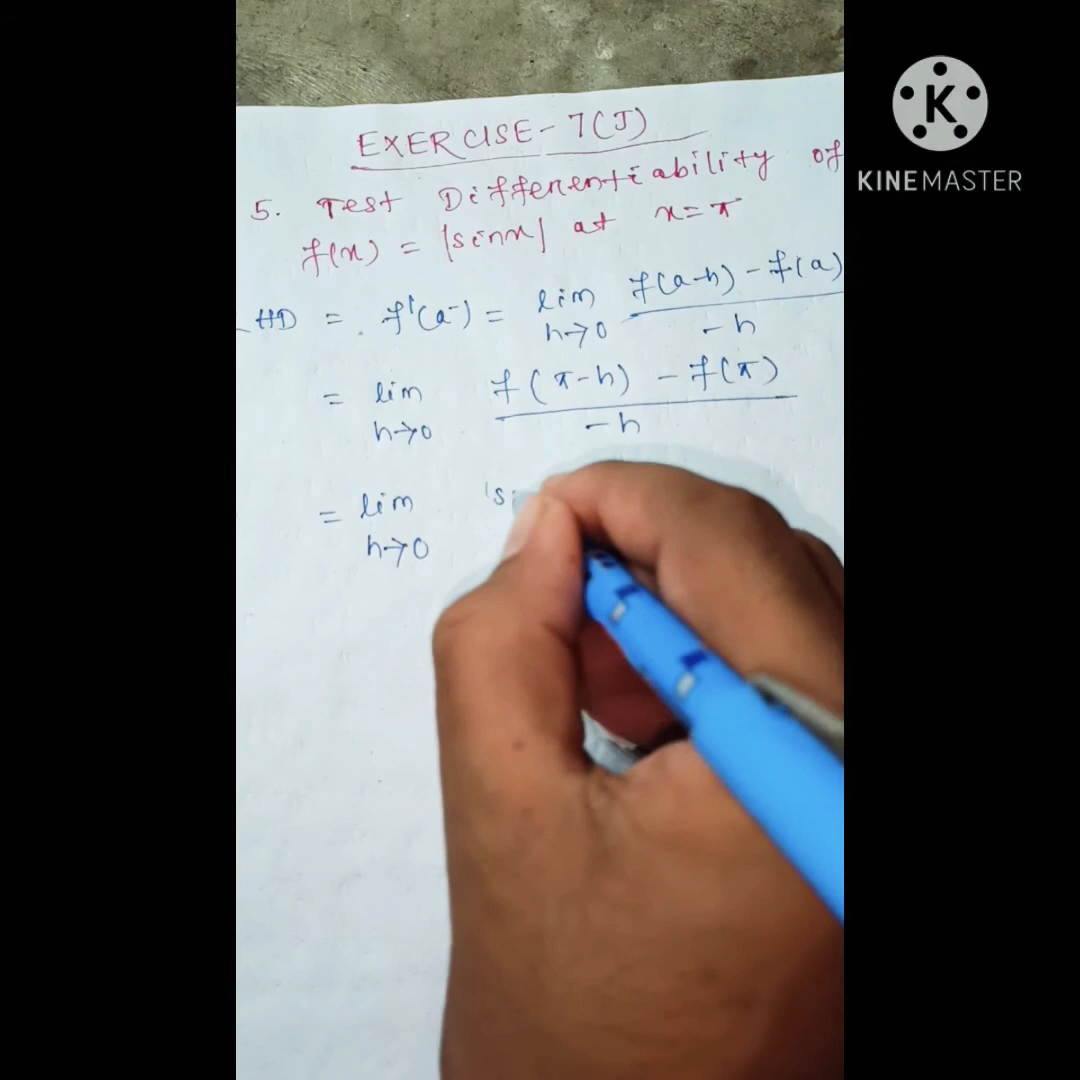 K
KINEMASTER
EXERCISE-7(J)
5. Test Differentiability of
f(x) = |sinx| at x=π
LHD = f'(a-) = lim h→0 f(a-h) - f(a) / -h
= lim h→0 f(π-h) - f(π) / -h
= lim h→0